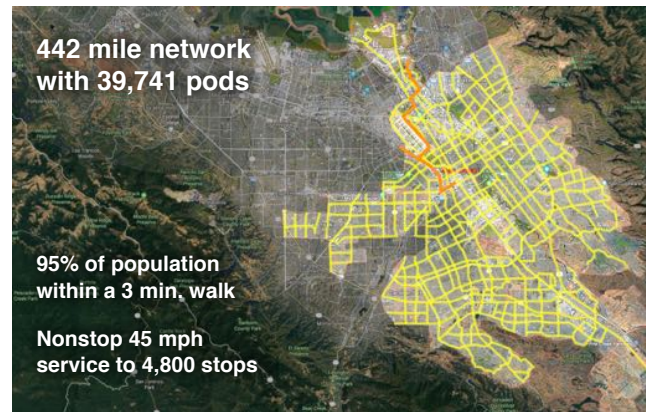 442 mile network
with 39,741 pods
95% of population
within a 3 min. walk
Nonstop 45 mph
service to 4,800 stops